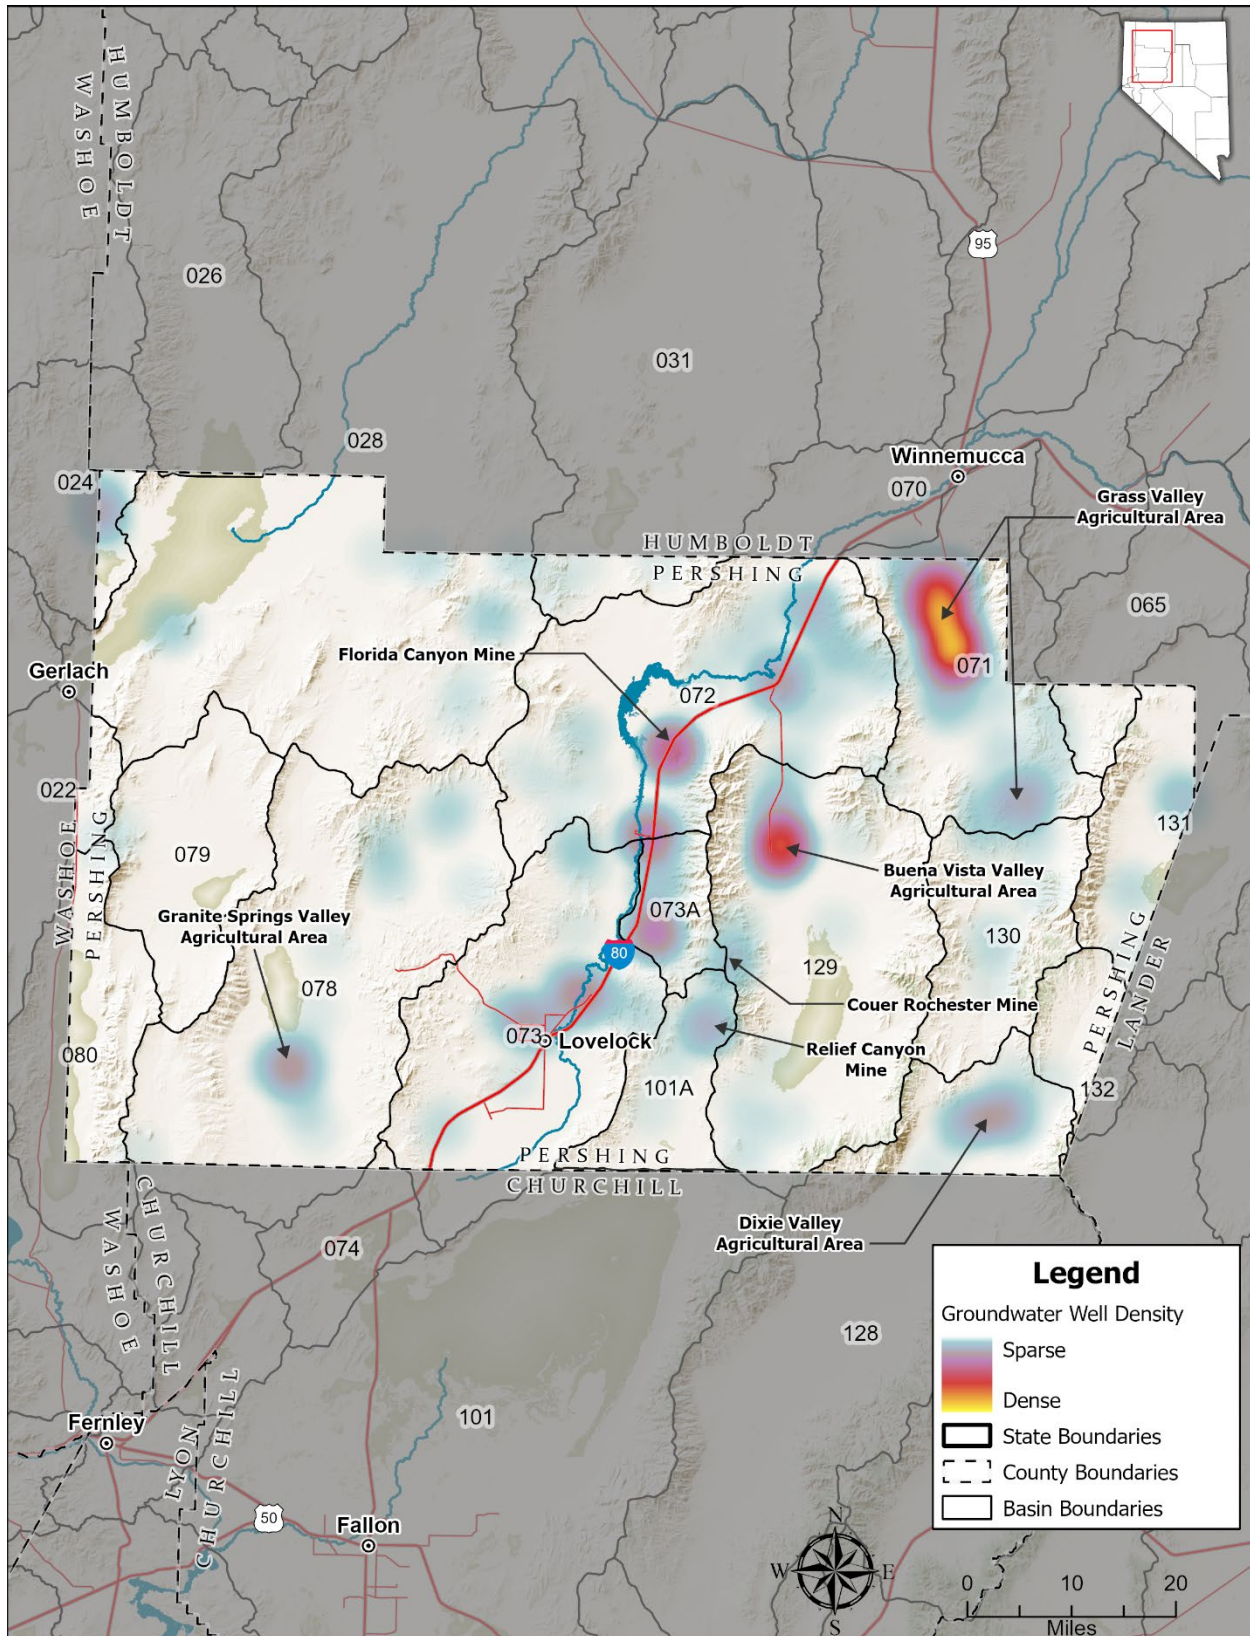 HUMBOLDT
WASHOE
026
95
031
028
Winnemucca
024
070
Grass Valley
Agricultural Area
HUMBOLDT
PERSHING
065
Florida Canyon Mine
071
Gerlach
072
022
131
079
Buena Vista Valley
Agricultural Area
WASHOE
PERSHING
Granite Springs Valley
Agricultural Area
073A
80
130
129
078
Couer Rochester Mine
PERSHING
LANDER
073
Lovelock
Relief Canyon
Mine
080
101A
132
PERSHING
CHURCHILL
CHURCHILL
WASHOE
Dixie Valley
Agricultural Area
074
128
Legend
Groundwater Well Density
Sparse
Dense
State Boundaries
County Boundaries
Basin Boundaries
101
Fernley
LYON
CHURCHILL
50
Fallon
N
W
E
S
0 10 20
Miles